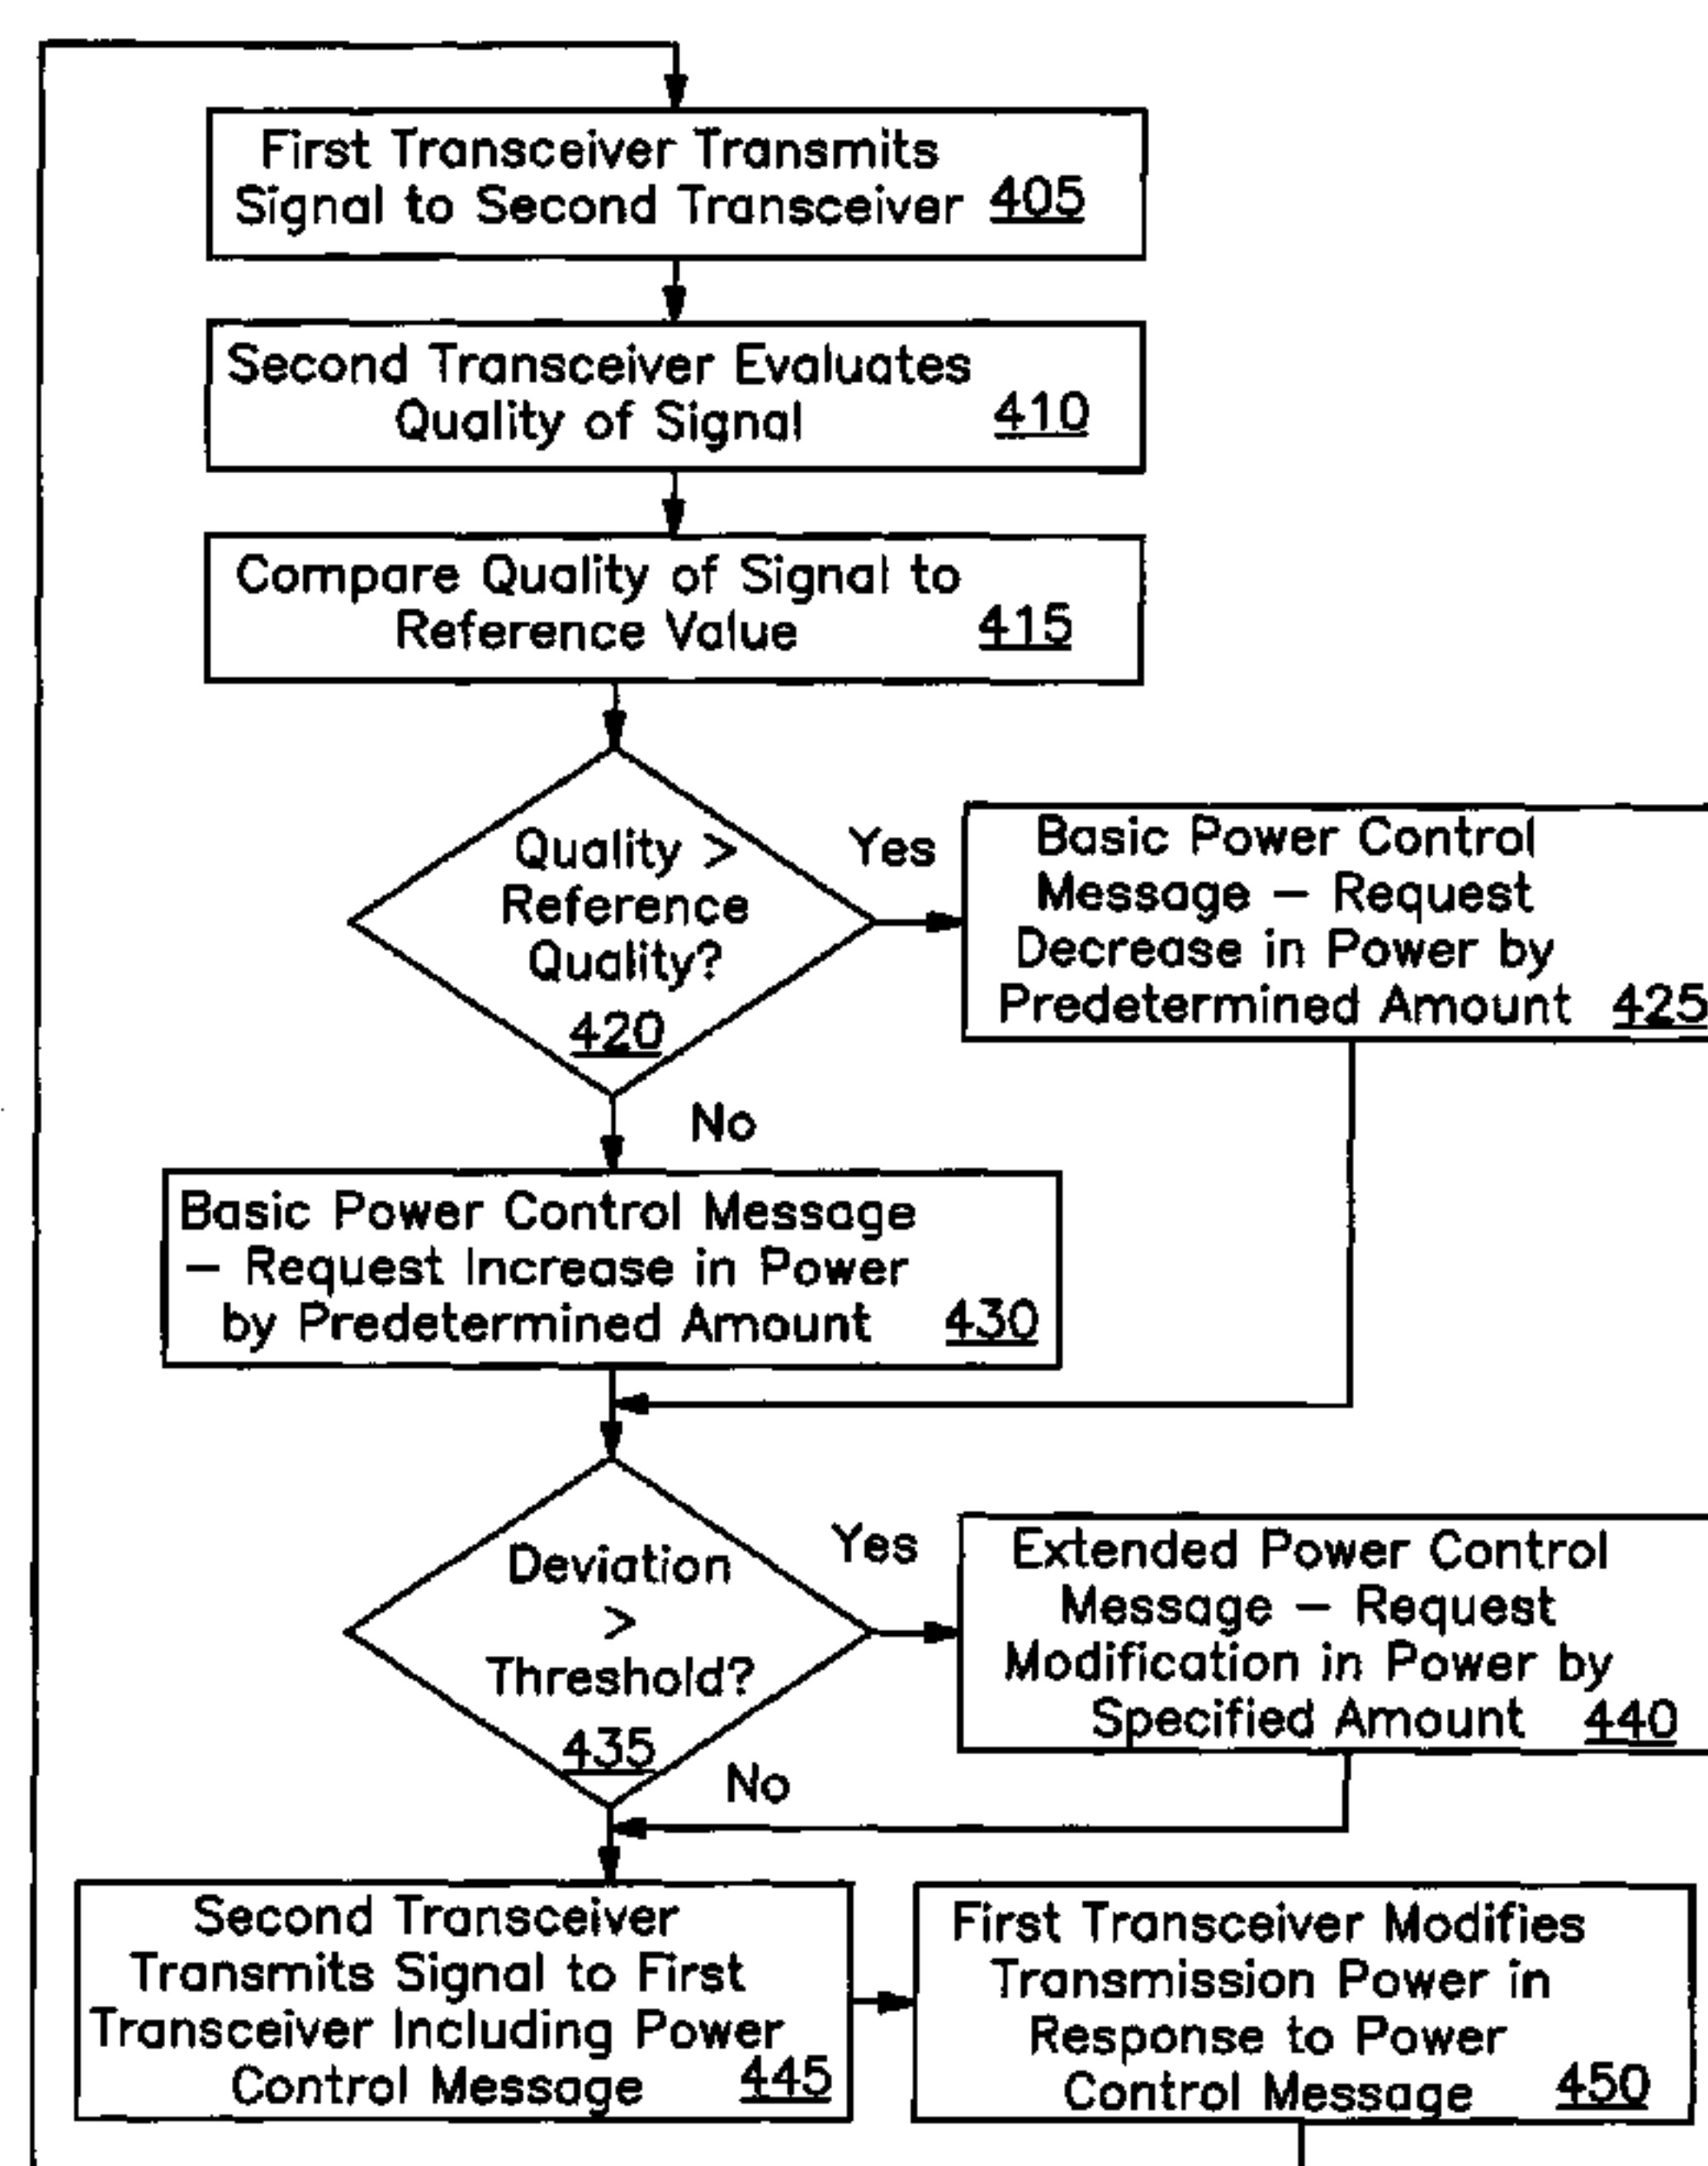 First Transceiver Transmits
Signal to Second Transceiver 405
Second Transceiver Evaluates
Quality of Signal 410
Compare Quality of Signal to
Reference Value 415
Quality >
Reference
Quality?
420
Yes
Basic Power Control
Message — Request
Decrease in Power by
Predetermined Amount 425
No
Basic Power Control Message
— Request Increase in Power
by Predetermined Amount 430
Deviation
>
Threshold?
435
Yes
Extended Power Control
Message — Request
Modification in Power by
Specified Amount 440
No
Second Transceiver
Transmits Signal to First
Transceiver Including Power
Control Message 445
First Transceiver Modifies
Transmission Power in
Response to Power
Control Message 450